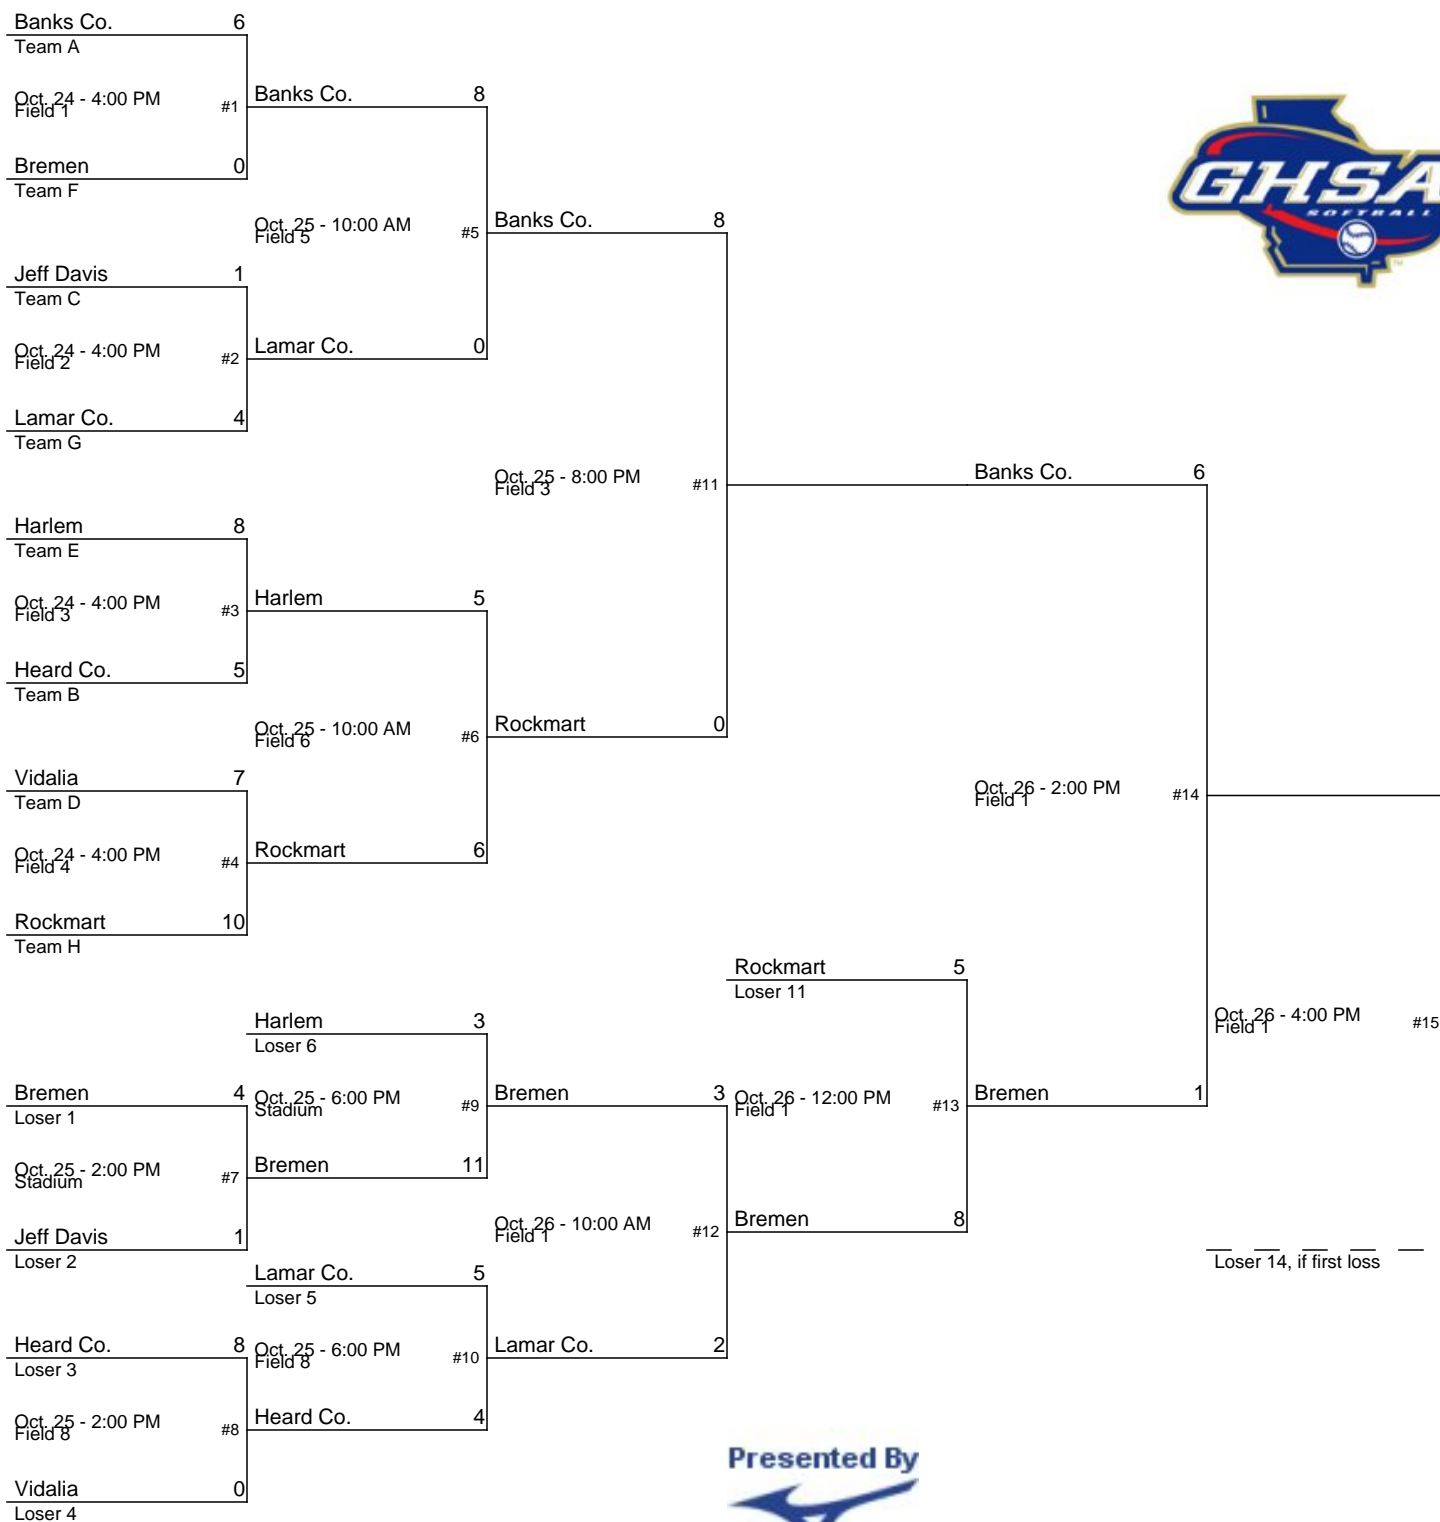 Banks Co. 6
Team A
Oct. 24 - 4:00 PM
Field 1
#1
Bremen 0
Team F
Banks Co. 8
Jeff Davis 1
Team C
Oct. 24 - 4:00 PM
Field 2
#2
Lamar Co. 4
Team G
Oct. 25 - 10:00 AM
Field 5
#5
Lamar Co. 0
Banks Co. 8
GHSA
SOFTBALL
TM
Harlem 8
Team E
Oct. 24 - 4:00 PM
Field 3
#3
Heard Co. 5
Team B
Harlem 5
Oct. 25 - 8:00 PM
Field 3
#11
Banks Co. 6
Vidalia 7
Team D
Oct. 24 - 4:00 PM
Field 4
#4
Rockmart 10
Team H
Oct. 25 - 10:00 AM
Field 6
#6
Rockmart 6
Rockmart 0
Oct. 26 - 2:00 PM
Field 1
#14
Rockmart 5
Loser 11
Harlem 3
Loser 6
Oct. 26 - 4:00 PM
Field 1
#15
Bremen 4
Loser 1
Oct. 25 - 2:00 PM
Stadium
#7
Jeff Davis 1
Loser 2
Oct. 25 - 6:00 PM
Stadium
#9
Bremen 11
Bremen 3
Oct. 26 - 12:00 PM
Field 1
#13
Bremen 1
Oct. 26 - 10:00 AM
Field 1
#12
Bremen 8
Loser 14, if first loss
Lamar Co. 5
Loser 5
Heard Co. 8
Loser 3
Oct. 25 - 2:00 PM
Field 8
#8
Vidalia 0
Loser 4
Oct. 25 - 6:00 PM
Field 8
#10
Heard Co. 4
Lamar Co. 2
Presented By